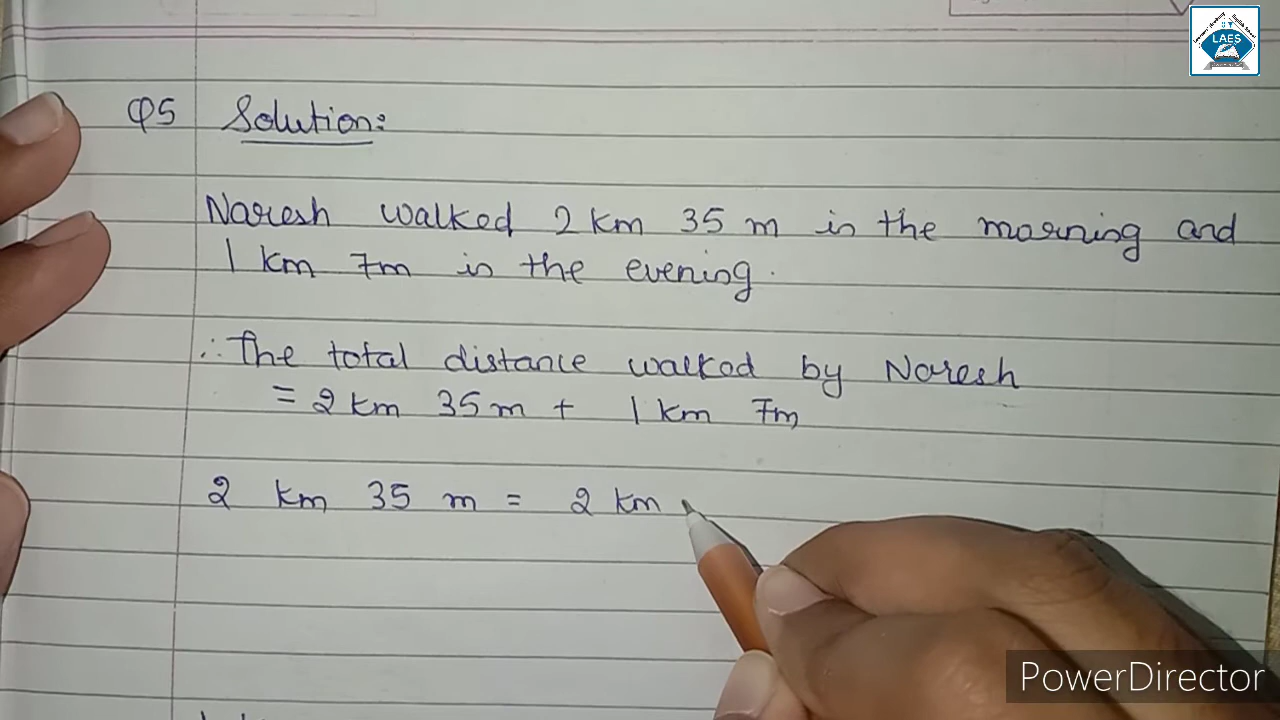 LAES
Q5 Solution:
Naresh walked 2 km 35 m in the morning and
1 km 7m in the evening.
∴ The total distance walked by Naresh
= 2 km 35 m + 1 km 7m
2 km 35 m = 2 km
PowerDirector